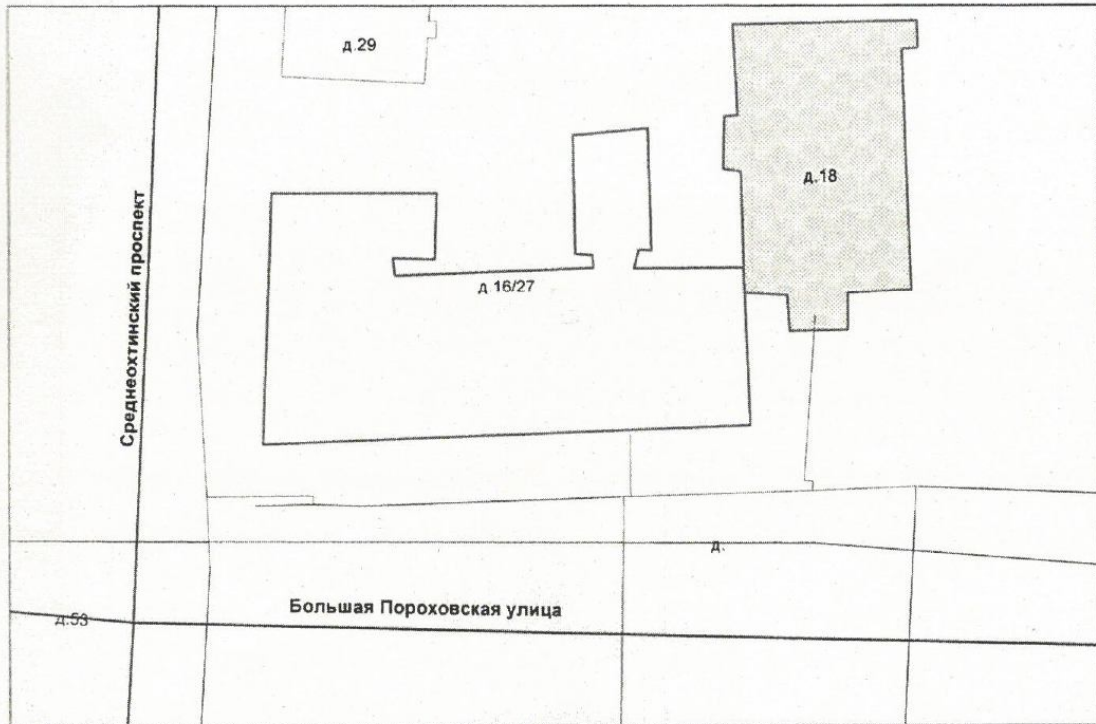 д.29
д.18
Среднеохтинский проспект
д.16/27
д.
Большая Пороховская улица
д.53